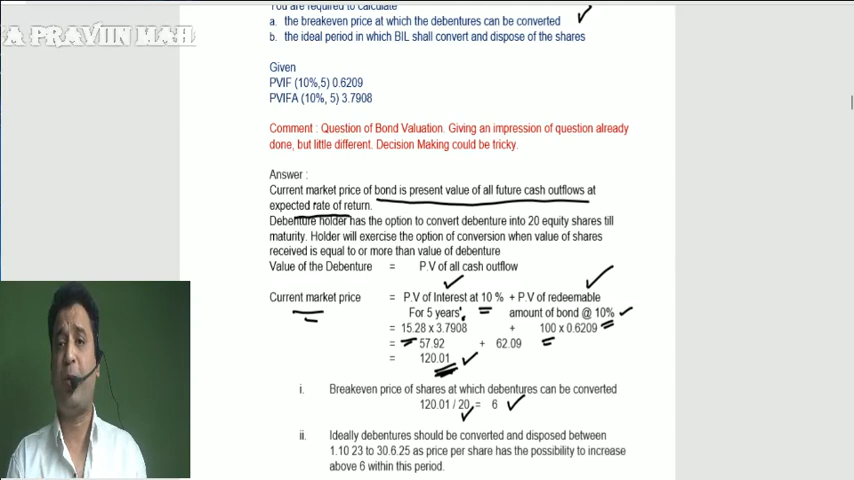 You are required to calculate
a. the breakeven price at which the debentures can be converted
b. the ideal period in which BIL shall convert and dispose of the shares
A PRAVIIN MAH
Given
PVIF (10%,5) 0.6209
PVIFA (10%, 5) 3.7908
Comment : Question of Bond Valuation. Giving an impression of question already
done, but little different. Decision Making could be tricky.
Answer :
Current market price of bond is present value of all future cash outflows at
expected rate of return.
Debenture holder has the option to convert debenture into 20 equity shares till
maturity. Holder will exercise the option of conversion when value of shares
received is equal to or more than value of debenture
Value of the Debenture = P.V of all cash outflow
Current market price = P.V of Interest at 10 % + P.V of redeemable
For 5 years amount of bond @ 10%
= 15.28 x 3.7908 + 100 x 0.6209
= 57.92 + 62.09
= 120.01
i. Breakeven price of shares at which debentures can be converted
120.01 / 20 = 6
ii. Ideally debentures should be converted and disposed between
1.10 23 to 30.6.25 as price per share has the possibility to increase
above 6 within this period.